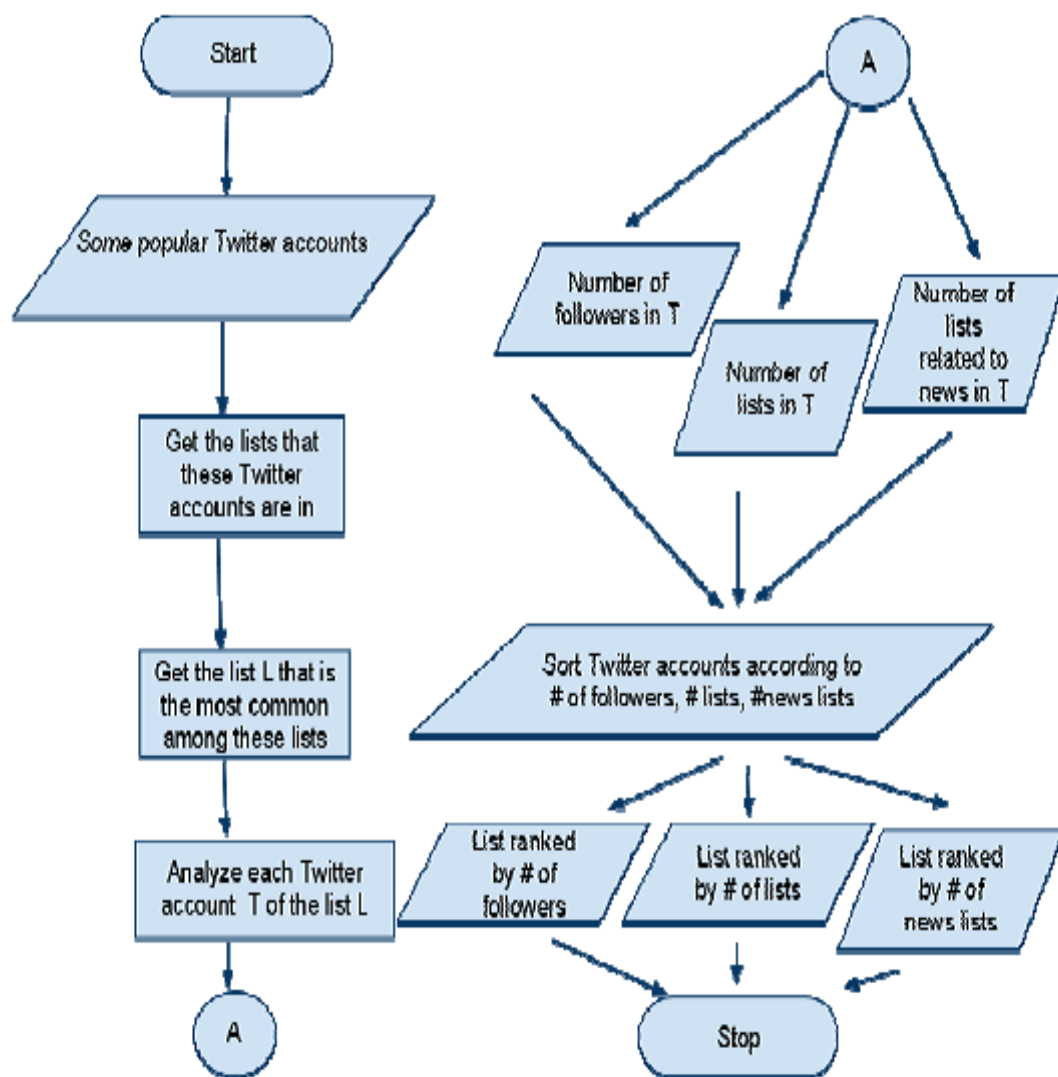 Start
Some popular Twitter accounts
Get the lists that
these Twitter
accounts are in
Get the list L that is
the most common
among these lists
Analyze each Twitter
account T of the list L
A
A
Number of
followers in T
Number of
lists in T
Number of
lists
related to
news in T
Sort Twitter accounts according to
# of followers, # lists, #news lists
List ranked
by # of
followers
List ranked
by # of lists
List ranked
by # of
news lists
Stop